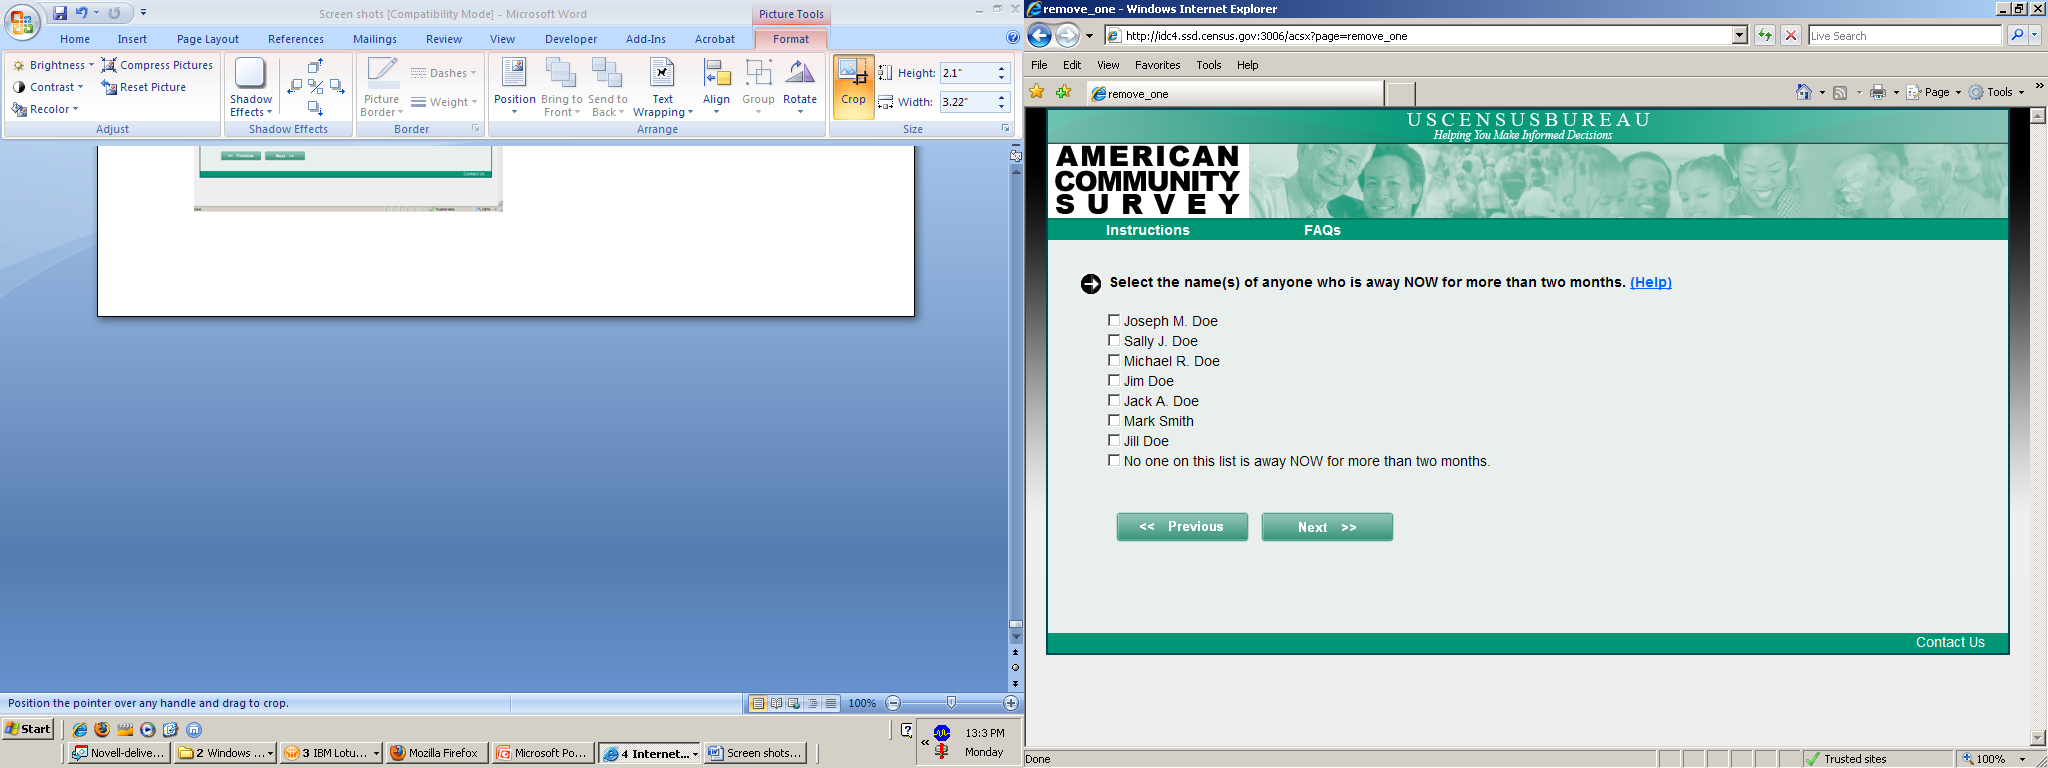 Screen shots [Compatibility Mode] - Microsoft Word
Picture Tools
Home Insert Page Layout References Mailings Review View Developer Add-Ins Acrobat Format
Brightness Compress Pictures
Contrast Reset Picture
Recolor
Adjust
Shadow Effects
Shadow Effects
Picture Border
Dashes
Weight
Border
Position
Bring to Front
Send to Back
Text Wrapping
Align
Group
Rotate
Arrange
Crop
Height: 2.1"
Width: 3.22"
Size
<< Previous Next >>
Contact Us
Trusted sites
Position the pointer over any handle and drag to crop.
100%
Start
13:3 PM
Monday
Novell-delive...
2 Windows ...
3 IBM Lotu...
Mozilla Firefox
Microsoft Po...
4 Internet...
Screen shots...
remove_one - Windows Internet Explorer
http://idc4.ssd.census.gov:3006/acsx?page=remove_one
Live Search
File Edit View Favorites Tools Help
remove_one
Page Tools
USCENSUSBUREAU
Helping You Make Informed Decisions
AMERICAN
COMMUNITY
SURVEY
Instructions FAQs
Select the name(s) of anyone who is away NOW for more than two months. (Help)
Joseph M. Doe
Sally J. Doe
Michael R. Doe
Jim Doe
Jack A. Doe
Mark Smith
Jill Doe
No one on this list is away NOW for more than two months.
<< Previous Next >>
Contact Us
Done
Trusted sites
100%